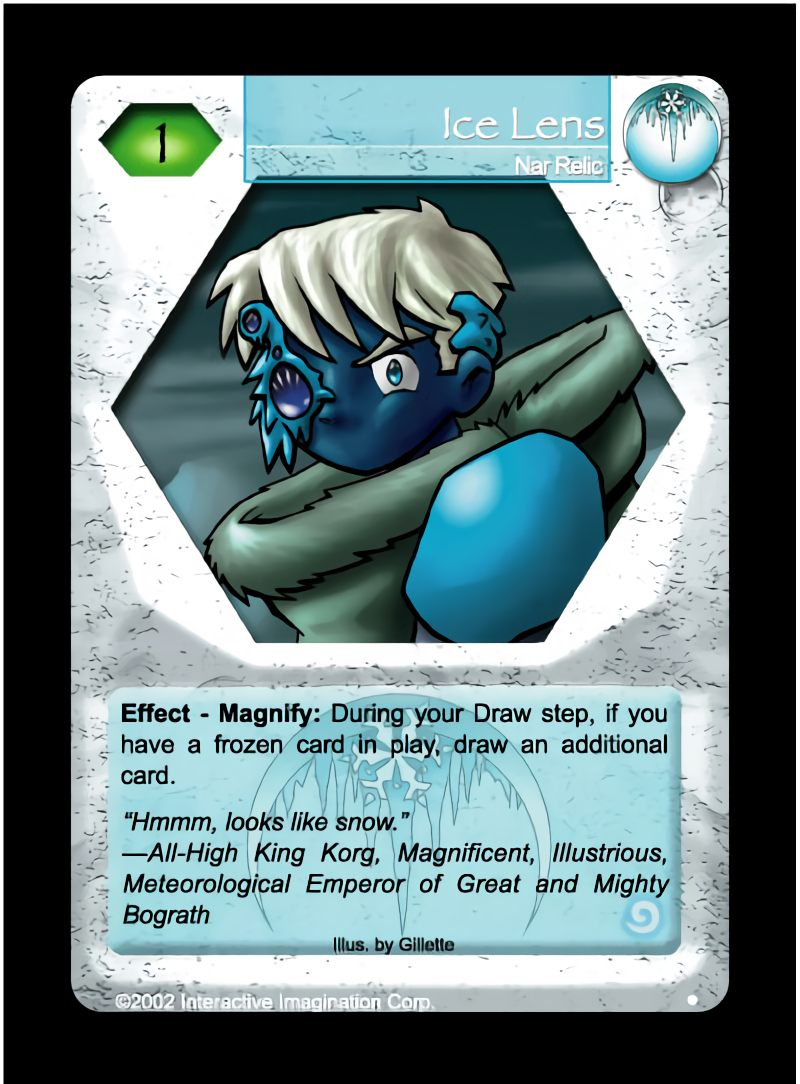 1
Ice Lens
Nar Relic
Effect - Magnify: During your Draw step, if you
have a frozen card in play, draw an additional
card.
“Hmmm, looks like snow.”
—All-High King Korg, Magnificent, Illustrious,
Meteorological Emperor of Great and Mighty
Bograth
Illus. by Gillette
©2002 Interactive Imagination Corp.